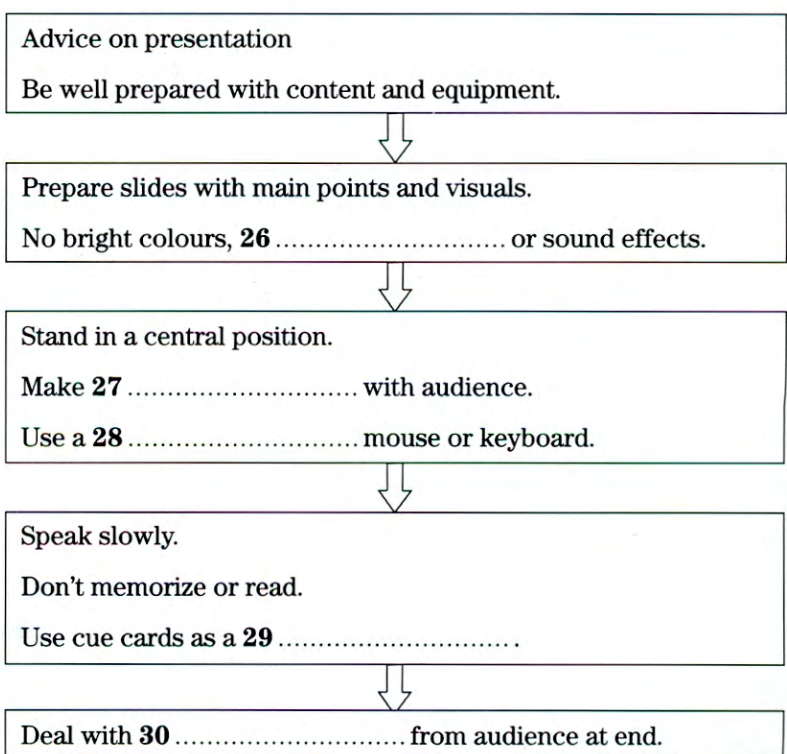 Advice on presentation
Be well prepared with content and equipment.
Prepare slides with main points and visuals.
No bright colours, 26 ............................ or sound effects.
Stand in a central position.
Make 27 ............................ with audience.
Use a 28 ............................ mouse or keyboard.
Speak slowly.
Don't memorize or read.
Use cue cards as a 29 ............................ .
Deal with 30 ............................ from audience at end.